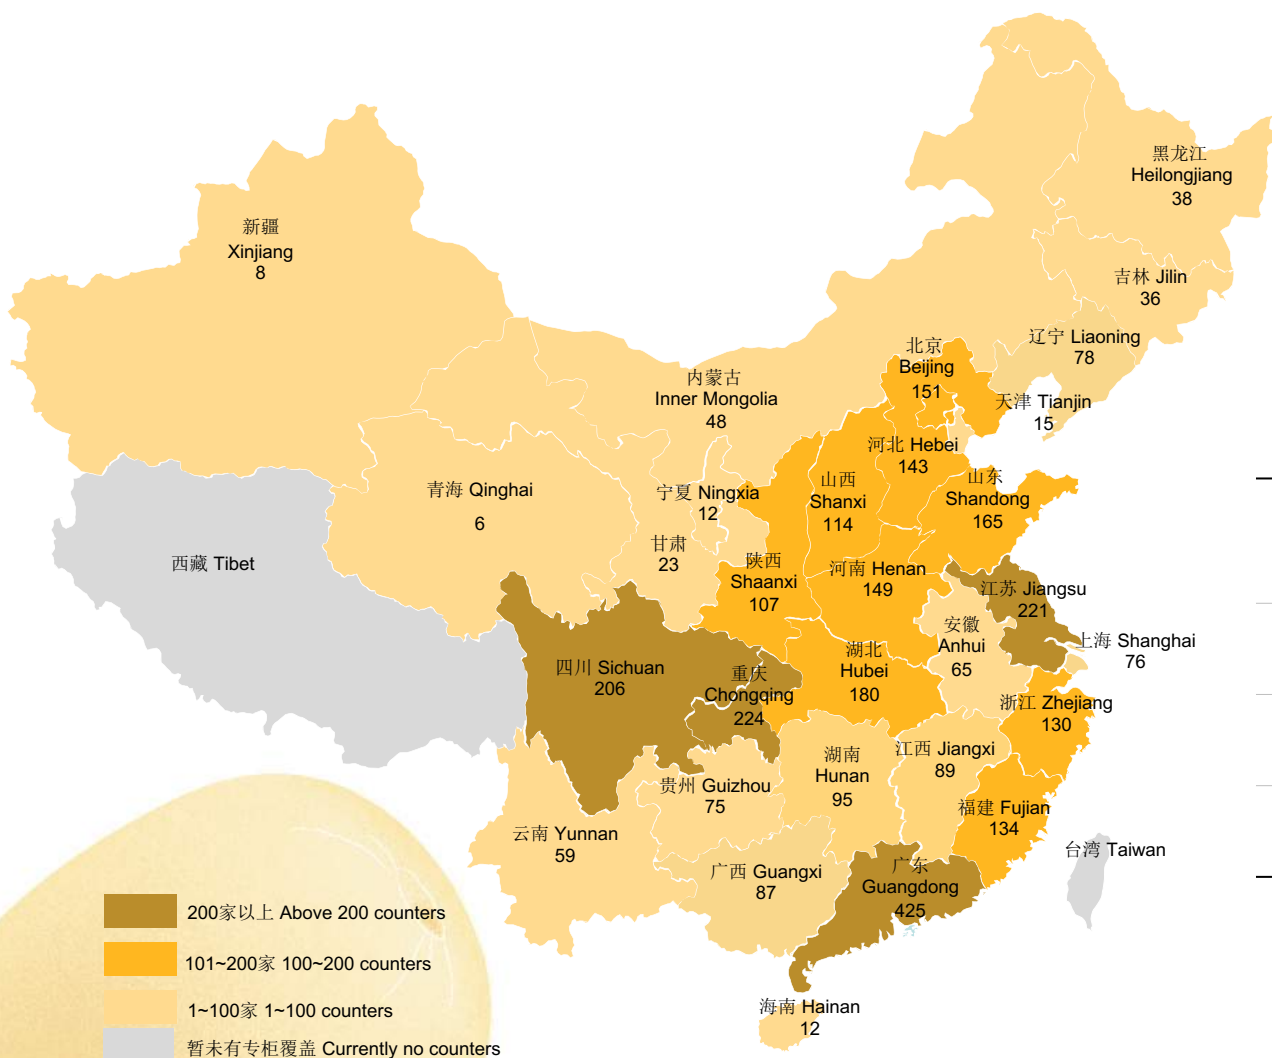 黑龙江
Heilongjiang
38
新疆
Xinjiang
8
吉林 Jilin
36
辽宁 Liaoning
78
北京
Beijing
151
内蒙古
Inner Mongolia
48
天津 Tianjin
15
河北 Hebei
143
山西
Shanxi
114
山东
Shandong
165
青海 Qinghai
6
宁夏 Ningxia
12
甘肃
23
西藏 Tibet
陕西
Shaanxi
107
河南 Henan
149
江苏 Jiangsu
221
安徽
Anhui
65
上海 Shanghai
76
湖北
Hubei
180
四川 Sichuan
206
重庆
Chongqing
224
浙江 Zhejiang
130
湖南
Hunan
95
江西 Jiangxi
89
贵州 Guizhou
75
福建 Fujian
134
云南 Yunnan
59
台湾 Taiwan
广西 Guangxi
87
广东
Guangdong
425
海南 Hainan
12
200家以上 Above 200 counters
101~200家 100~200 counters
1~100家 1~100 counters
暂未有专柜覆盖 Currently no counters